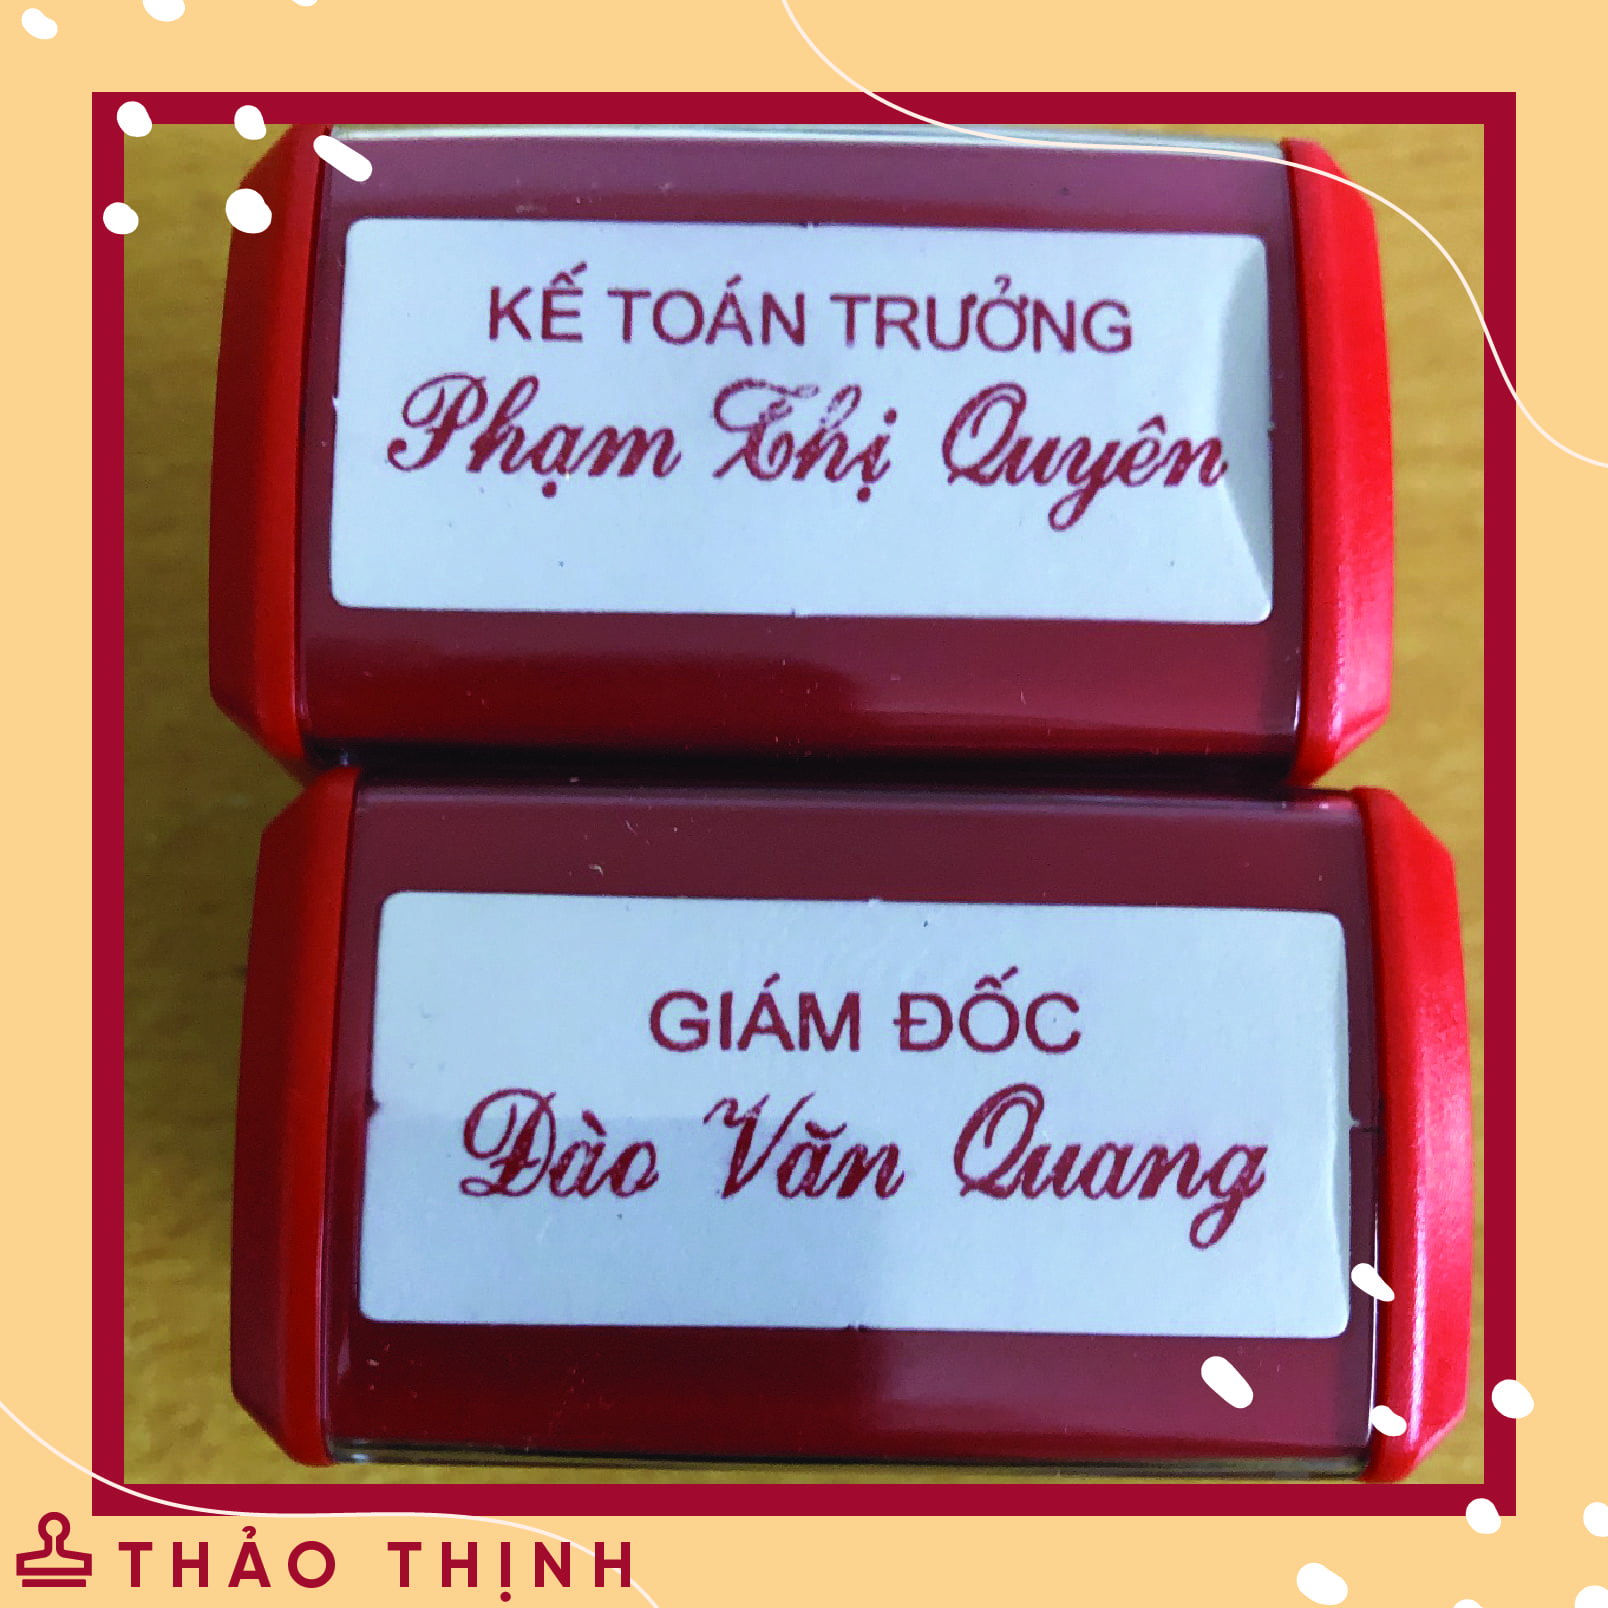 KẾ TOÁN TRƯỞNG
Phạm Thị Quyên
GIÁM ĐỐC
Đào Văn Quang
THẢO THỊNH